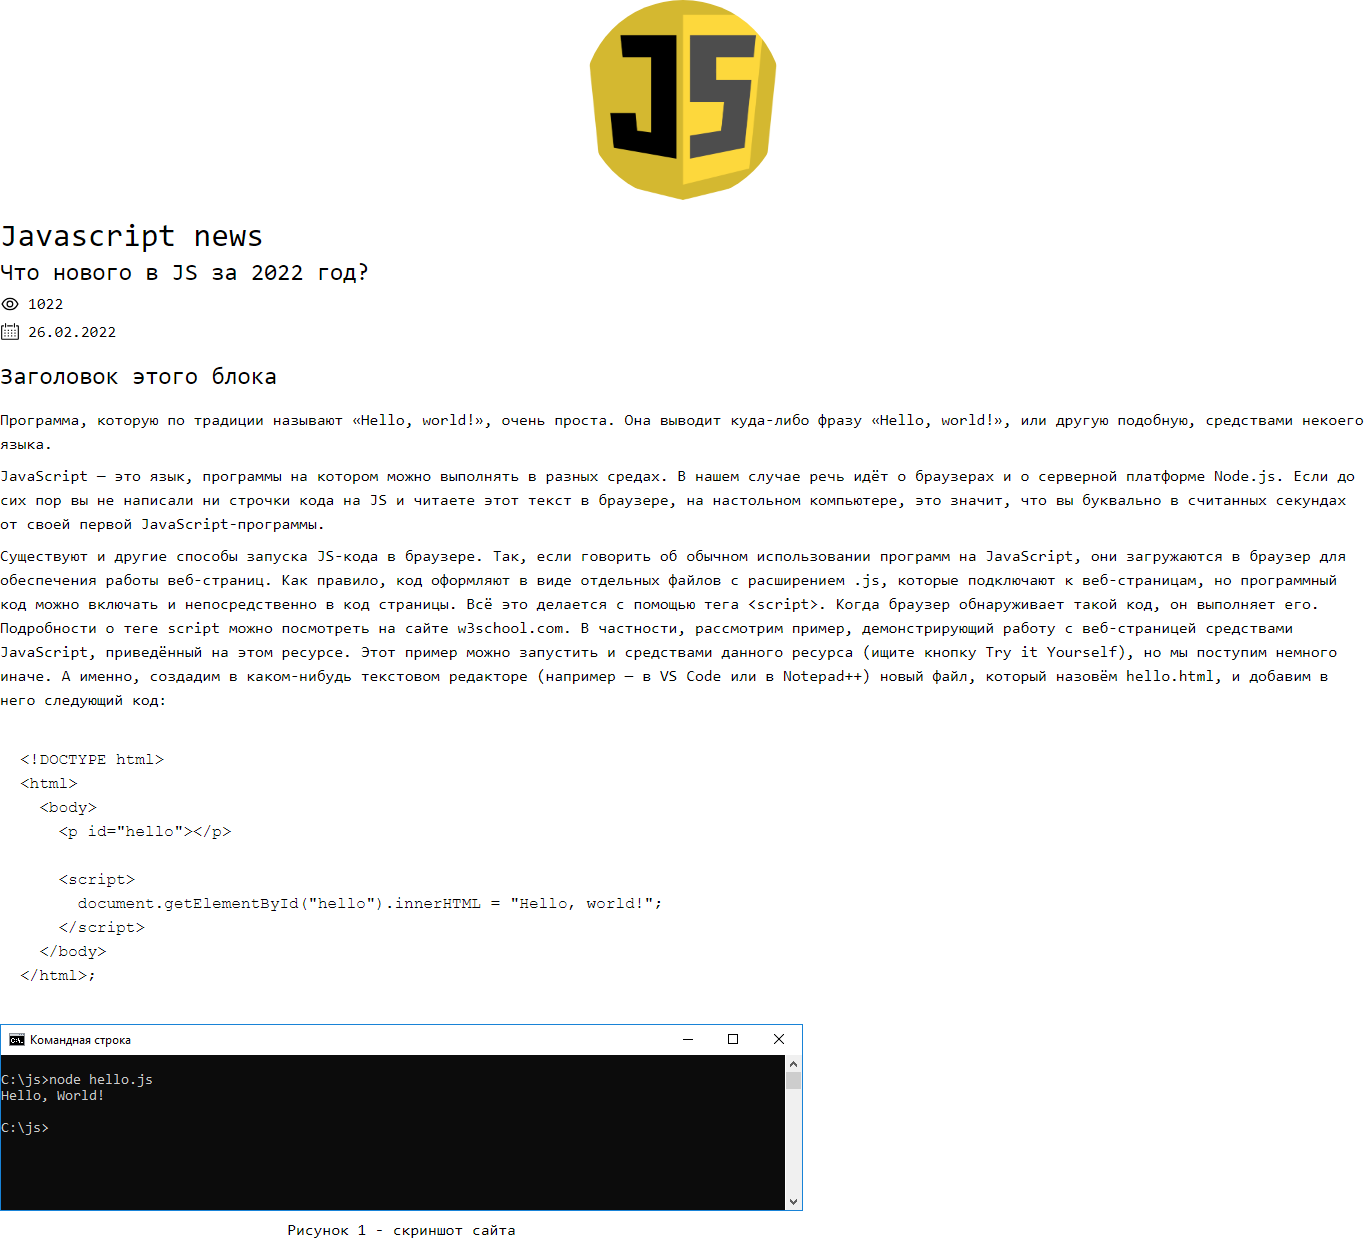 JS
Javascript news
Что нового в JS за 2022 год?
1022
26.02.2022
Заголовок этого блока
Программа, которую по традиции называют «Hello, world!», очень проста. Она выводит куда-либо фразу «Hello, world!», или другую подобную, средствами некоего
языка.
JavaScript — это язык, программы на котором можно выполнять в разных средах. В нашем случае речь идёт о браузерах и о серверной платформе Node.js. Если до
сих пор вы не написали ни строчки кода на JS и читаете этот текст в браузере, на настольном компьютере, это значит, что вы буквально в считанных секундах
от своей первой JavaScript-программы.
Существуют и другие способы запуска JS-кода в браузере. Так, если говорить об обычном использовании программ на JavaScript, они загружаются в браузер для
обеспечения работы веб-страниц. Как правило, код оформляют в виде отдельных файлов с расширением .js, которые подключают к веб-страницам, но программный
код можно включать и непосредственно в код страницы. Всё это делается с помощью тега <script>. Когда браузер обнаруживает такой код, он выполняет его.
Подробности о теге script можно посмотреть на сайте w3school.com. В частности, рассмотрим пример, демонстрирующий работу с веб-страницей средствами
JavaScript, приведённый на этом ресурсе. Этот пример можно запустить и средствами данного ресурса (ищите кнопку Try it Yourself), но мы поступим немного
иначе. А именно, создадим в каком-нибудь текстовом редакторе (например — в VS Code или в Notepad++) новый файл, который назовём hello.html, и добавим в
него следующий код:
<!DOCTYPE html>
<html>
<body>
<p id="hello"></p>
<script>
document.getElementById("hello").innerHTML = "Hello, world!";
</script>
</body>
</html>;
Командная строка
C:\js>node hello.js
Hello, World!
C:\js>
Рисунок 1 - скриншот сайта